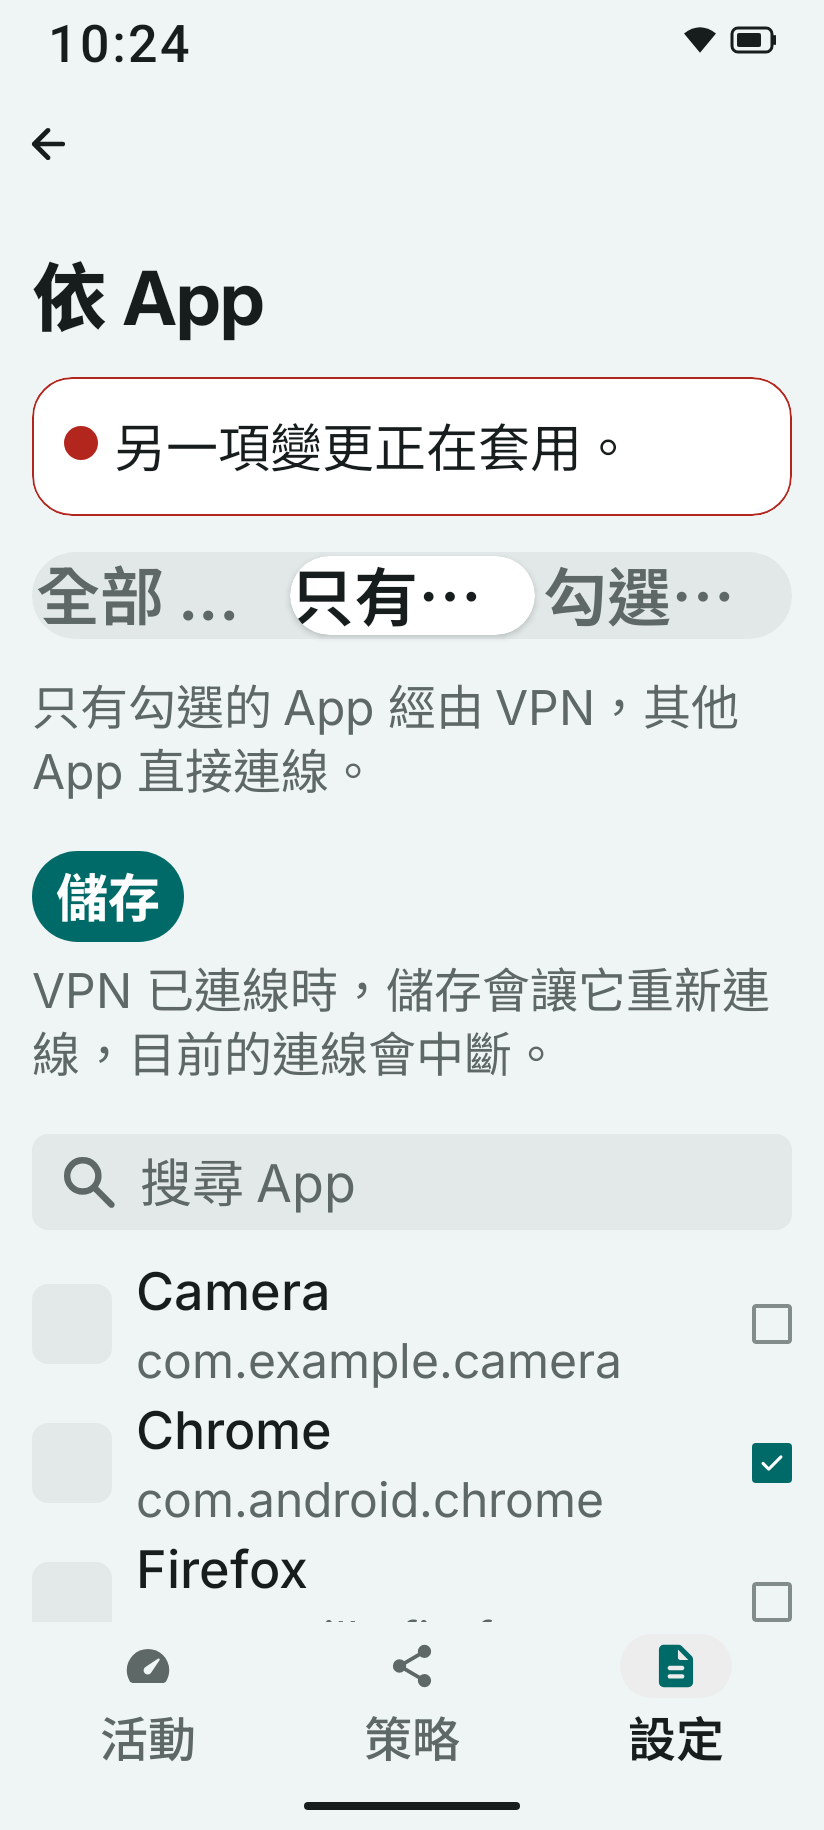 10:24
依 App
另一項變更正在套用。
全部 ...
只有…
勾選…
只有勾選的 App 經由 VPN，其他
App 直接連線。
儲存
VPN 已連線時，儲存會讓它重新連
線，目前的連線會中斷。
搜尋 App
Camera
com.example.camera
Chrome
com.android.chrome
Firefox
活動
策略
設定